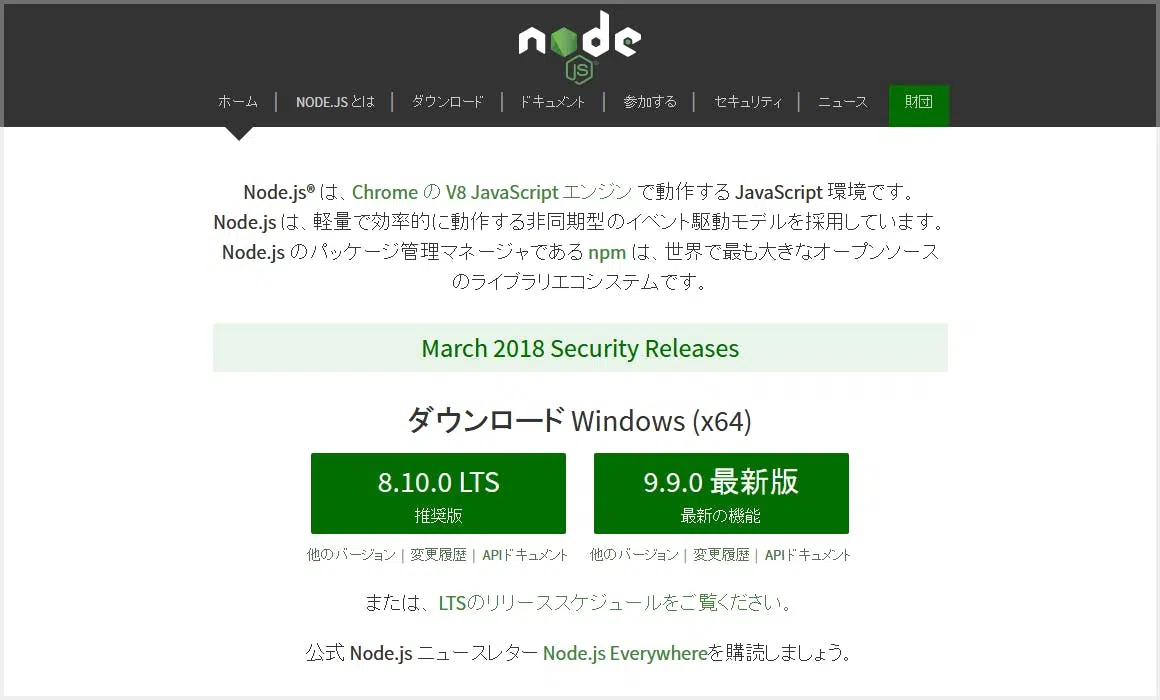 node
JS
ホーム | NODE.JS とは | ダウンロード | ドキュメント | 参加する | セキュリティ | ニュース 財団
Node.js® は、Chrome の V8 JavaScript エンジン で動作する JavaScript 環境です。
Node.js は、軽量で効率的に動作する非同期型のイベント駆動モデルを採用しています。
Node.js のパッケージ管理マネージャである npm は、世界で最も大きなオープンソース
のライブラリエコシステムです。
March 2018 Security Releases
ダウンロード Windows (x64)
8.10.0 LTS
推奨版
9.9.0 最新版
最新の機能
他のバージョン | 変更履歴 | APIドキュメント
他のバージョン | 変更履歴 | APIドキュメント
または、LTSのリリーススケジュールをご覧ください。
公式 Node.js ニュースレター Node.js Everywhereを購読しましょう。